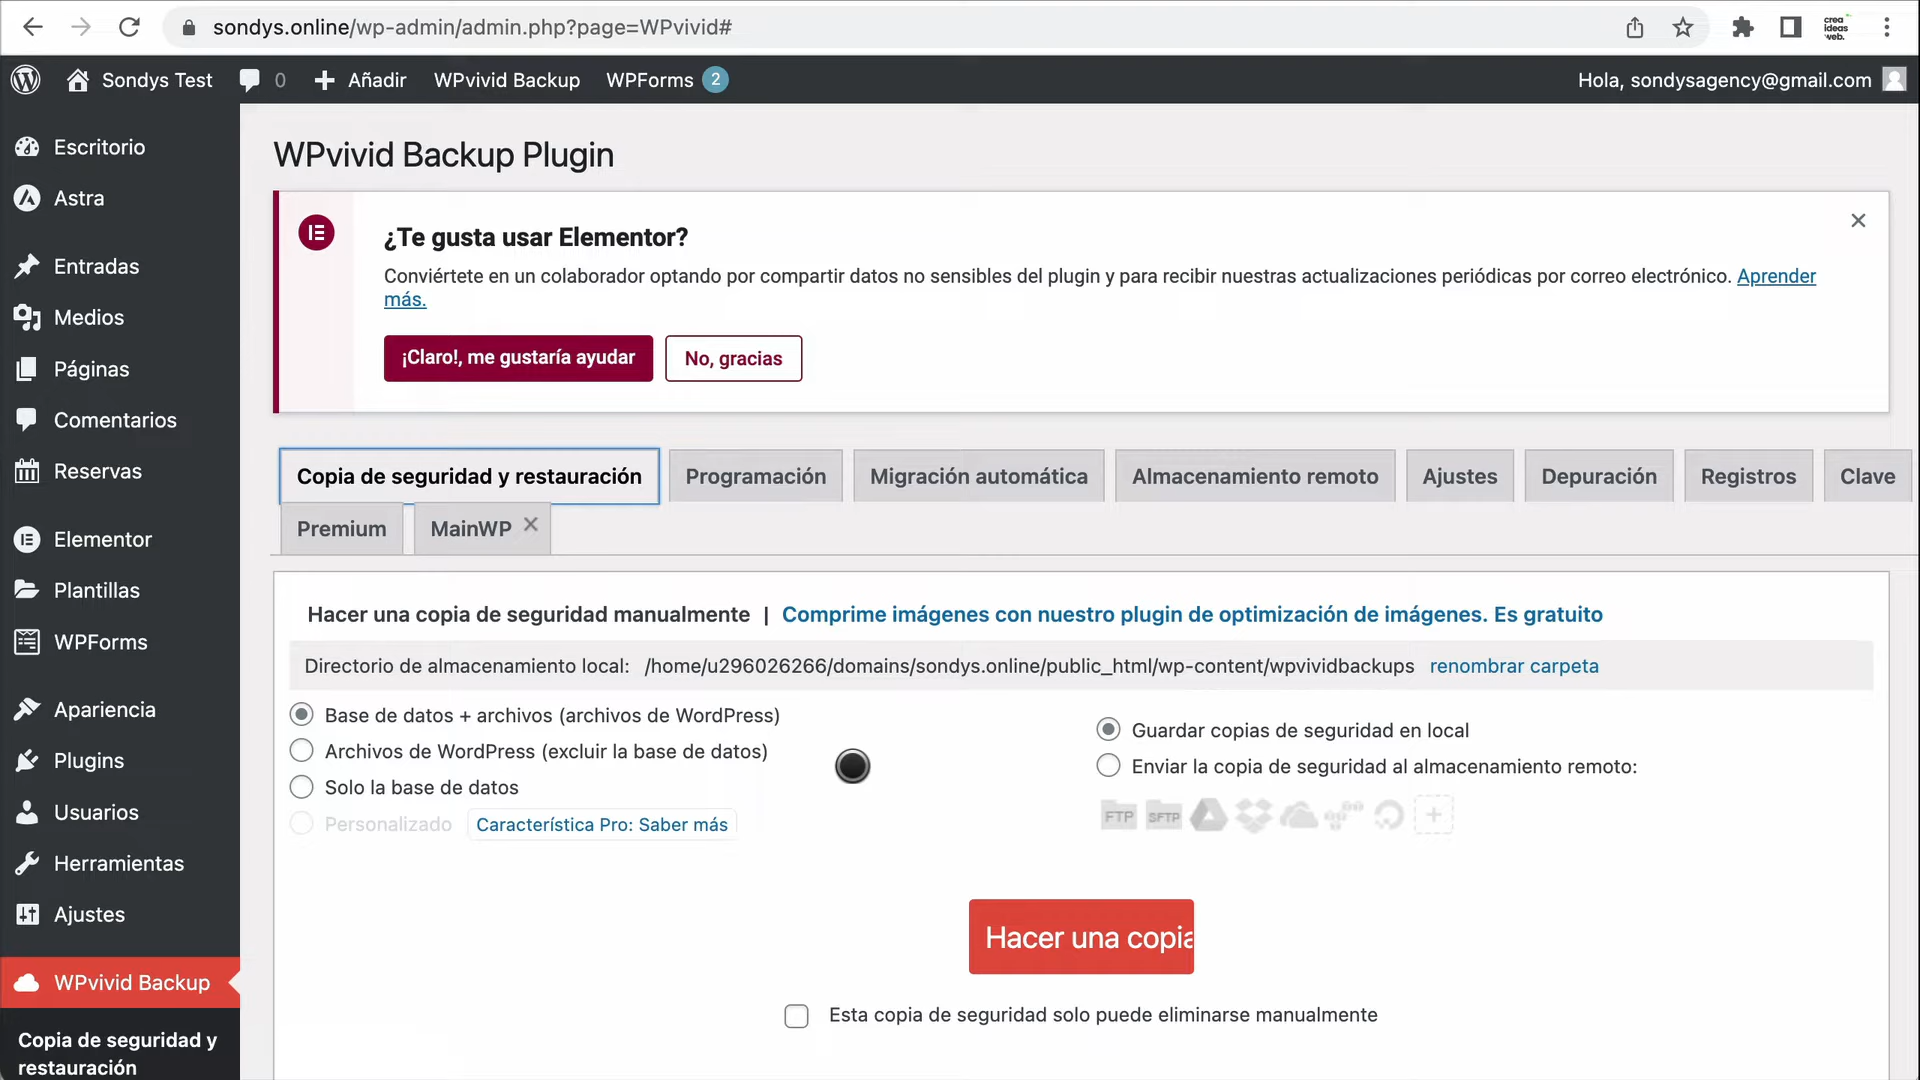 sondys.online/wp-admin/admin.php?page=WPvivid#
crea
ideas
web.
Sondys Test
0
Añadir
WPvivid Backup
WPForms
2
Hola, sondysagency@gmail.com
Escritorio
Astra
Entradas
Medios
Páginas
Comentarios
Reservas
Elementor
Plantillas
WPForms
Apariencia
Plugins
Usuarios
Herramientas
Ajustes
WPvivid Backup
Copia de seguridad y
restauración
WPvivid Backup Plugin
¿Te gusta usar Elementor?
Conviértete en un colaborador optando por compartir datos no sensibles del plugin y para recibir nuestras actualizaciones periódicas por correo electrónico. Aprender
más.
¡Claro!, me gustaría ayudar
No, gracias
Copia de seguridad y restauración
Programación
Migración automática
Almacenamiento remoto
Ajustes
Depuración
Registros
Clave
Premium
MainWP
Hacer una copia de seguridad manualmente | Comprime imágenes con nuestro plugin de optimización de imágenes. Es gratuito
Directorio de almacenamiento local: /home/u296026266/domains/sondys.online/public_html/wp-content/wpvividbackups renombrar carpeta
Base de datos + archivos (archivos de WordPress)
Archivos de WordPress (excluir la base de datos)
Solo la base de datos
Personalizado
Característica Pro: Saber más
Guardar copias de seguridad en local
Enviar la copia de seguridad al almacenamiento remoto:
FTP
SFTP
Hacer una copia
Esta copia de seguridad solo puede eliminarse manualmente